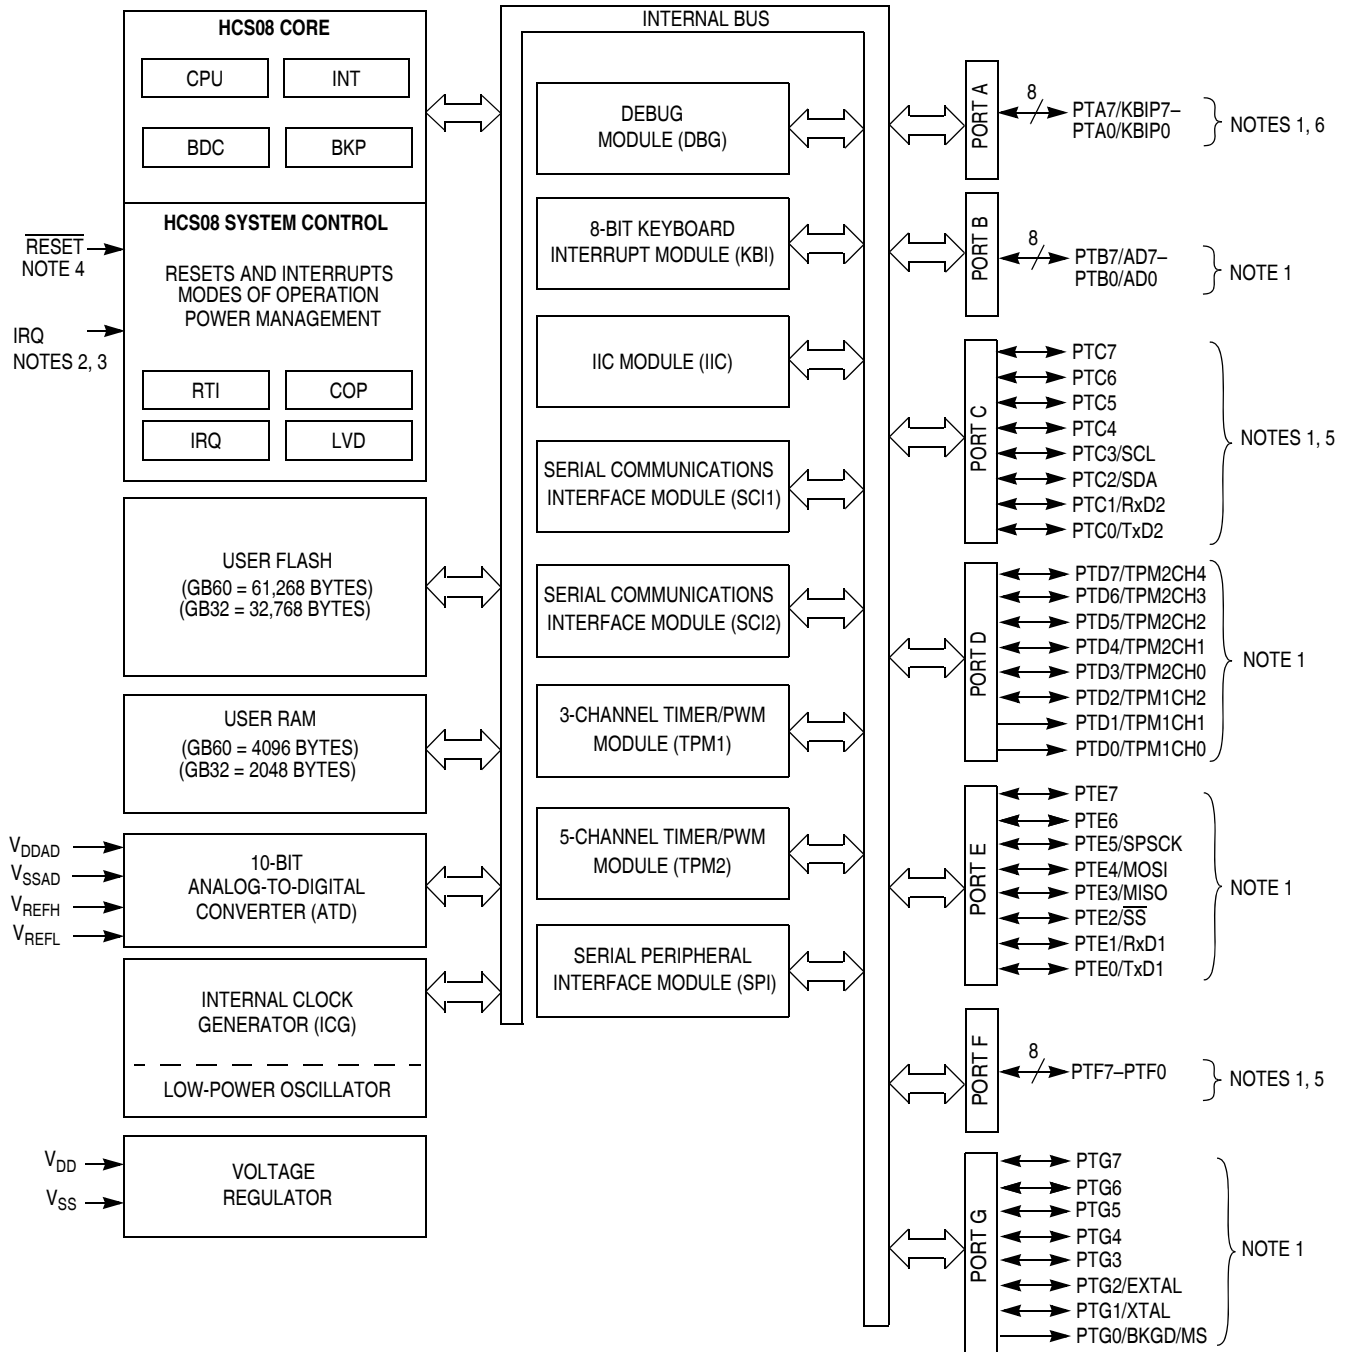 HCS08 CORE
CPU
INT
BDC
BKP
HCS08 SYSTEM CONTROL
RESETS AND INTERRUPTS
MODES OF OPERATION
POWER MANAGEMENT
RTI
COP
IRQ
LVD
RESET
NOTE 4
IRQ
NOTES 2, 3
USER FLASH
(GB60 = 61,268 BYTES)
(GB32 = 32,768 BYTES)
USER RAM
(GB60 = 4096 BYTES)
(GB32 = 2048 BYTES)
VDDAD
VSSAD
VREFH
VREFL
10-BIT
ANALOG-TO-DIGITAL
CONVERTER (ATD)
INTERNAL CLOCK
GENERATOR (ICG)
LOW-POWER OSCILLATOR
VDD
VSS
VOLTAGE
REGULATOR
INTERNAL BUS
DEBUG
MODULE (DBG)
8-BIT KEYBOARD
INTERRUPT MODULE (KBI)
IIC MODULE (IIC)
SERIAL COMMUNICATIONS
INTERFACE MODULE (SCI1)
SERIAL COMMUNICATIONS
INTERFACE MODULE (SCI2)
3-CHANNEL TIMER/PWM
MODULE (TPM1)
5-CHANNEL TIMER/PWM
MODULE (TPM2)
SERIAL PERIPHERAL
INTERFACE MODULE (SPI)
PORT A
8
PTA7/KBIP7–
PTA0/KBIP0
NOTES 1, 6
PORT B
8
PTB7/AD7–
PTB0/AD0
NOTE 1
PORT C
PTC7
PTC6
PTC5
PTC4
PTC3/SCL
PTC2/SDA
PTC1/RxD2
PTC0/TxD2
NOTES 1, 5
PORT D
PTD7/TPM2CH4
PTD6/TPM2CH3
PTD5/TPM2CH2
PTD4/TPM2CH1
PTD3/TPM2CH0
PTD2/TPM1CH2
PTD1/TPM1CH1
PTD0/TPM1CH0
NOTE 1
PORT E
PTE7
PTE6
PTE5/SPSCK
PTE4/MOSI
PTE3/MISO
PTE2/SS
PTE1/RxD1
PTE0/TxD1
NOTE 1
PORT F
8
PTF7–PTF0
NOTES 1, 5
PORT G
PTG7
PTG6
PTG5
PTG4
PTG3
PTG2/EXTAL
PTG1/XTAL
PTG0/BKGD/MS
NOTE 1